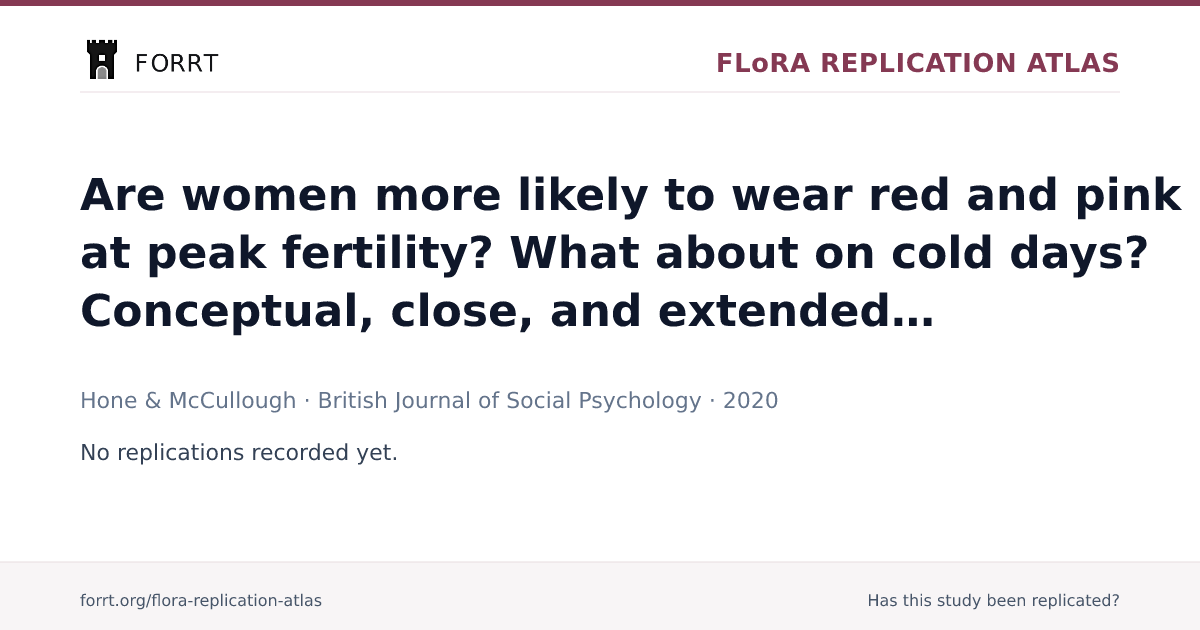 FORRT
FLoRA REPLICATION ATLAS
Are women more likely to wear red and pink
at peak fertility? What about on cold days?
Conceptual, close, and extended…
Hone & McCullough · British Journal of Social Psychology · 2020
No replications recorded yet.
forrt.org/flora-replication-atlas
Has this study been replicated?